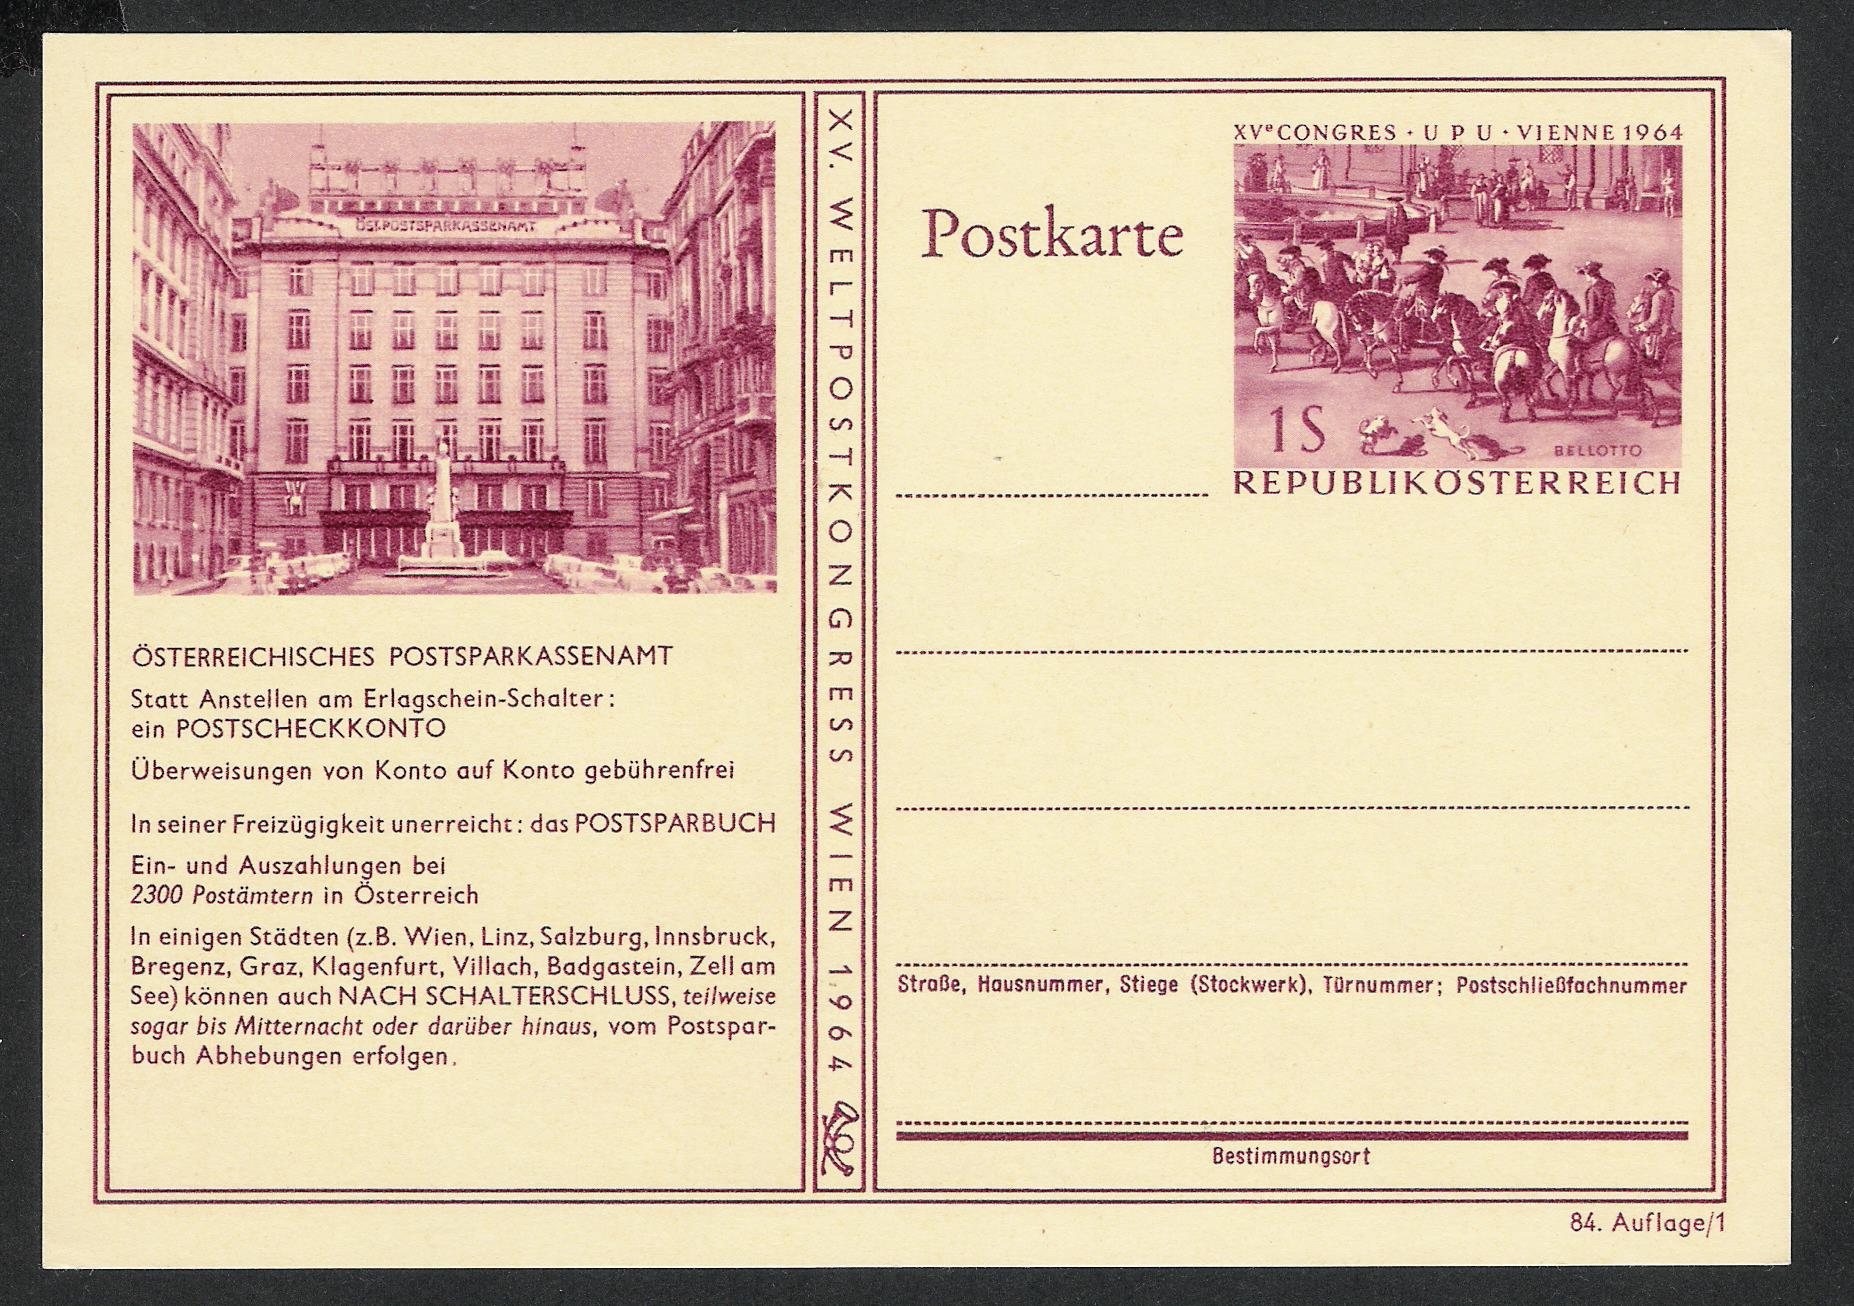 ÖST.POSTSPARKASSENAMT
ÖSTERREICHISCHES POSTSPARKASSENAMT
Statt Anstellen am Erlagschein-Schalter:
ein POSTSCHECKKONTO
Überweisungen von Konto auf Konto gebührenfrei
In seiner Freizügigkeit unerreicht: das POSTSPARBUCH
Ein- und Auszahlungen bei
2300 Postämtern in Österreich
In einigen Städten (z.B. Wien, Linz, Salzburg, Innsbruck,
Bregenz, Graz, Klagenfurt, Villach, Badgastein, Zell am
See) können auch NACH SCHALTERSCHLUSS, teilweise
sogar bis Mitternacht oder darüber hinaus, vom Postspar-
buch Abhebungen erfolgen.
XV. WELTPOSTKONGRESS WIEN 1964
Postkarte
XVe CONGRES · U P U · VIENNE 1964
1 S
BELLOTTO
REPUBLIK ÖSTERREICH
Straße, Hausnummer, Stiege (Stockwerk), Türnummer; Postschließfachnummer
Bestimmungsort
84. Auflage/1